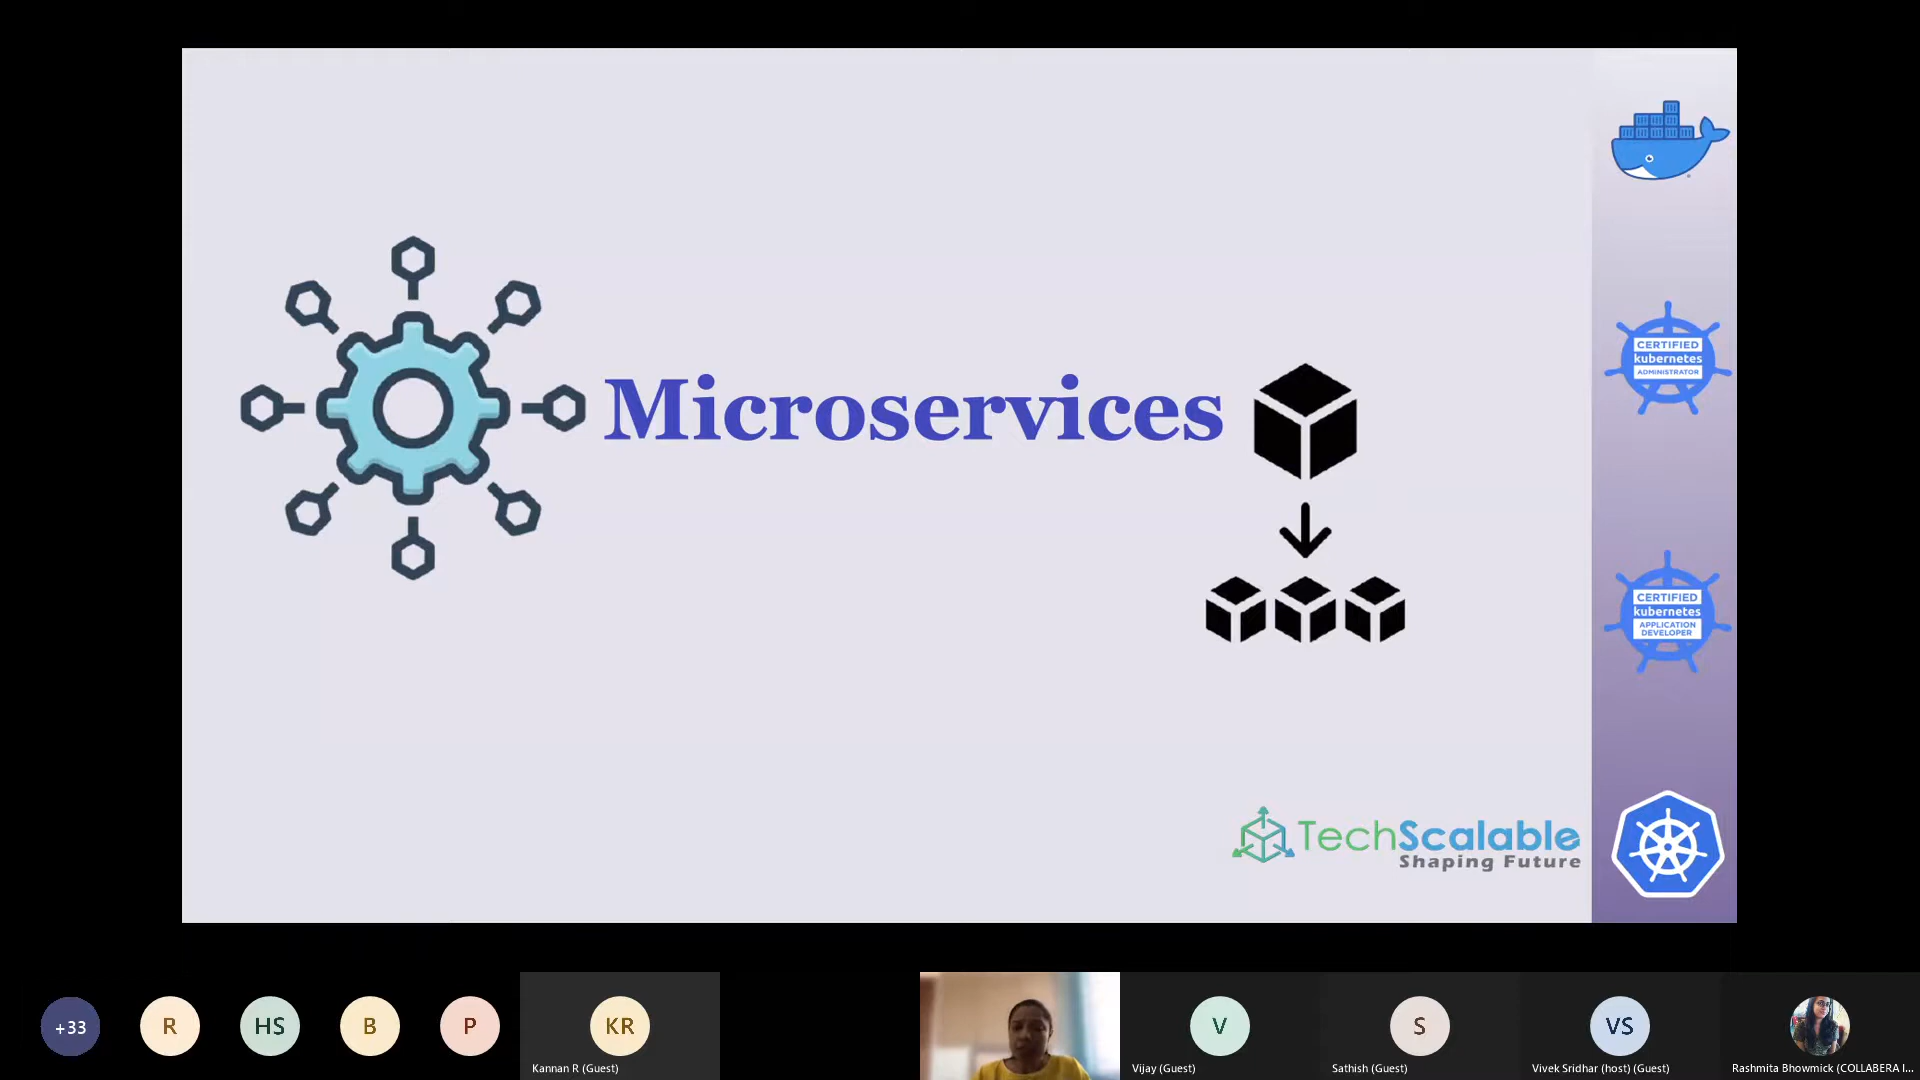 Microservices
CERTIFIED
kubernetes
ADMINISTRATOR
CERTIFIED
kubernetes
APPLICATION
DEVELOPER
TechScalable
Shaping Future
+33
R
HS
B
P
KR
V
S
VS
Kannan R (Guest)
Vijay (Guest)
Sathish (Guest)
Vivek Sridhar (host) (Guest)
Rashmita Bhowmick (COLLABERA I...